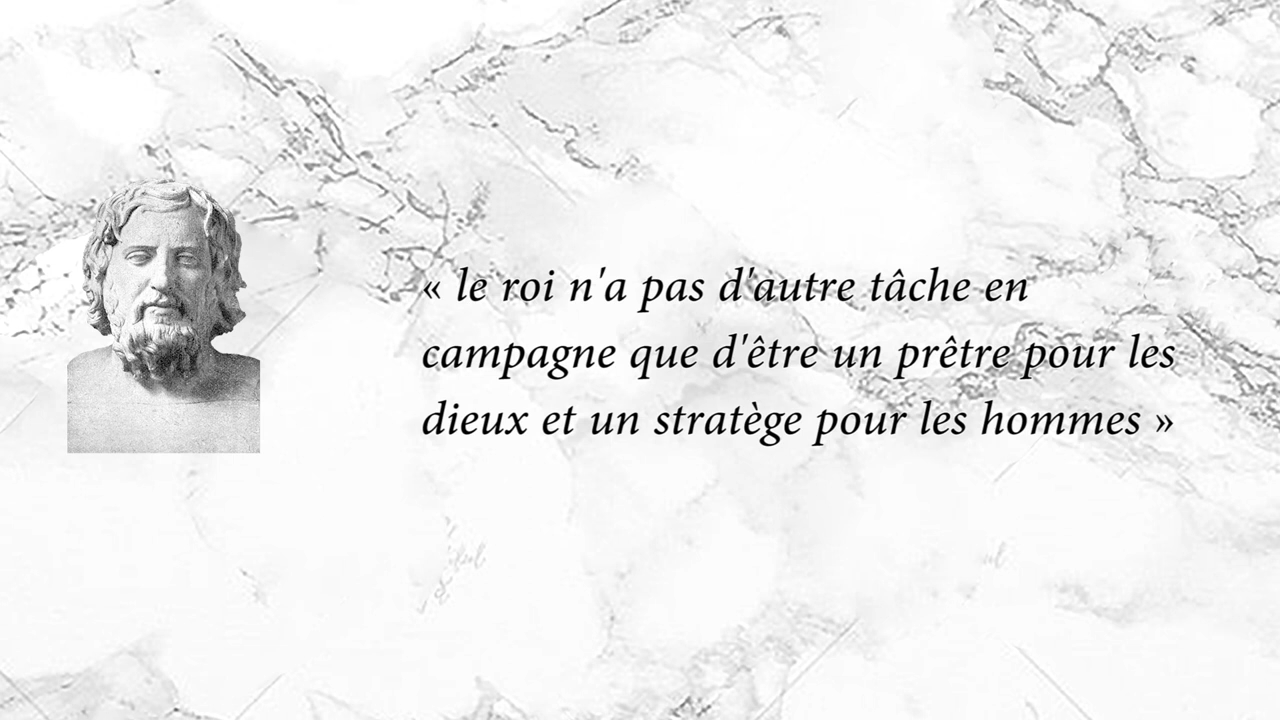 « le roi n'a pas d'autre tâche en
campagne que d'être un prêtre pour les
dieux et un stratège pour les hommes »